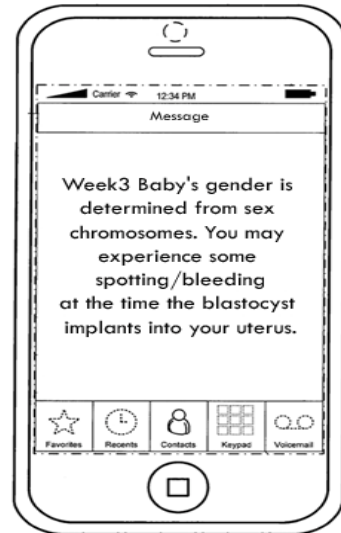 Carrier 12:34 PM
Message
Week3 Baby's gender is
determined from sex
chromosomes. You may
experience some
spotting/bleeding
at the time the blastocyst
implants into your uterus.
Favorites Recents Contacts Keypad Voicemail